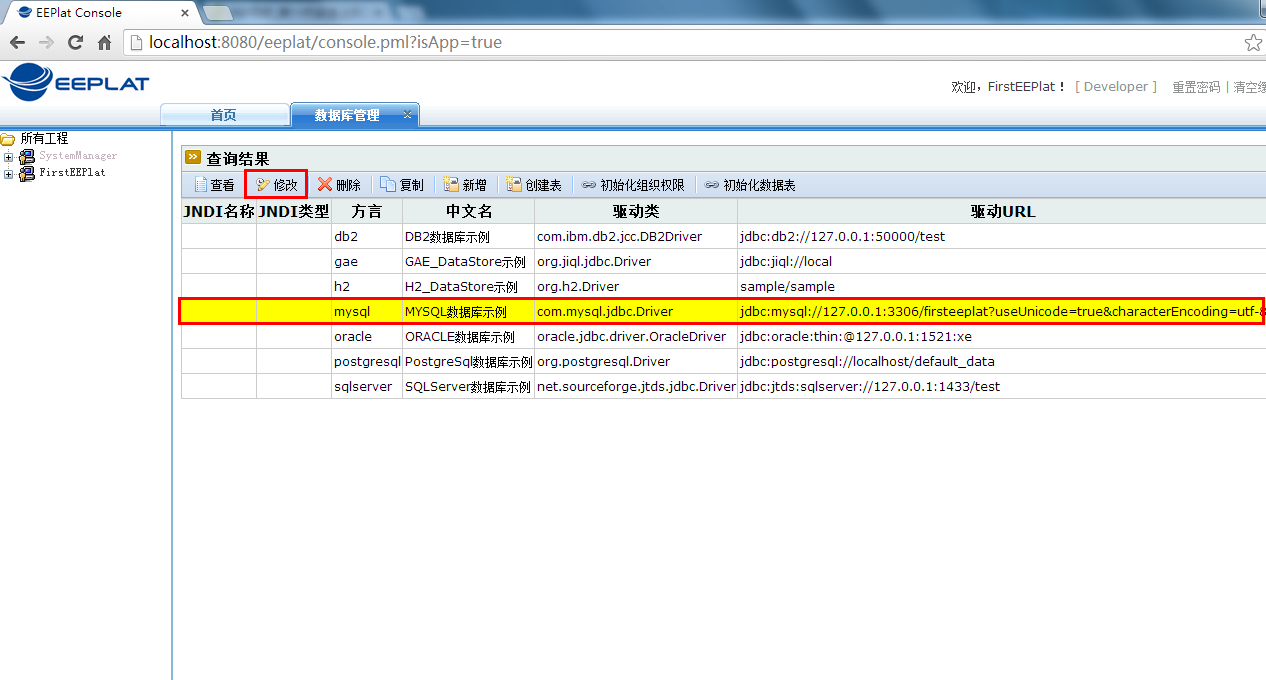 EEPlat Console
localhost:8080/eeplat/console.pml?isApp=true
EEPLAT
欢迎，FirstEEPlat！ [ Developer ] 重置密码 | 清空
首页 数据库管理
所有工程
SystemManager
FirstEEPlat
查询结果
查看 修改 删除 复制 新增 创建表 初始化组织权限 初始化数据表
JNDI名称 JNDI类型 方言 中文名 驱动类 驱动URL
db2 DB2数据库示例 com.ibm.db2.jcc.DB2Driver jdbc:db2://127.0.0.1:50000/test
gae GAE_DataStore示例 org.jiql.jdbc.Driver jdbc:jiql://local
h2 H2_DataStore示例 org.h2.Driver sample/sample
mysql MYSQL数据库示例 com.mysql.jdbc.Driver jdbc:mysql://127.0.0.1:3306/firsteeplat?useUnicode=true&characterEncoding=utf-8
oracle ORACLE数据库示例 oracle.jdbc.driver.OracleDriver jdbc:oracle:thin:@127.0.0.1:1521:xe
postgresql PostgreSql数据库示例 org.postgresql.Driver jdbc:postgresql://localhost/default_data
sqlserver SQLServer数据库示例 net.sourceforge.jtds.jdbc.Driver jdbc:jtds:sqlserver://127.0.0.1:1433/test